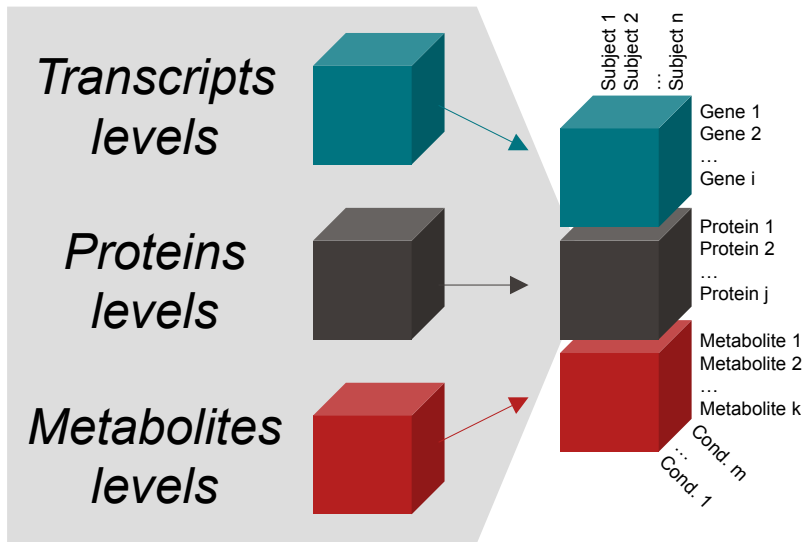 Transcripts
levels
Proteins
levels
Metabolites
levels
Subject 1
Subject 2
...
Subject n
Gene 1
Gene 2
...
Gene i
Protein 1
Protein 2
...
Protein j
Metabolite 1
Metabolite 2
...
Metabolite k
Cond. m
...
Cond. 1